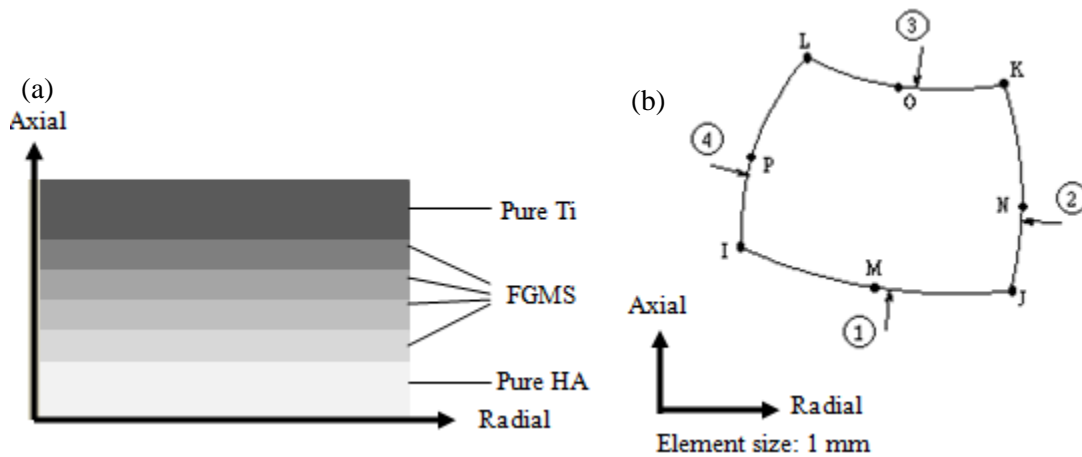 (a)
Axial
Pure Ti
FGMS
Pure HA
Radial
(b)
L
3
K
O
4
P
N
2
I
M
J
1
Axial
Radial
Element size: 1 mm